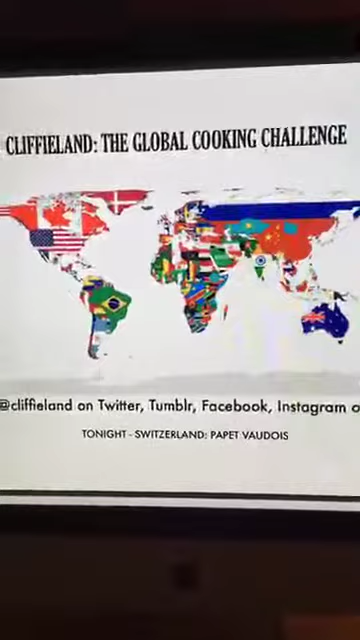 CLIFFIELAND: THE GLOBAL COOKING CHALLENGE
@cliffieland on Twitter, Tumblr, Facebook, Instagram
TONIGHT - SWITZERLAND: PAPET VAUDOIS